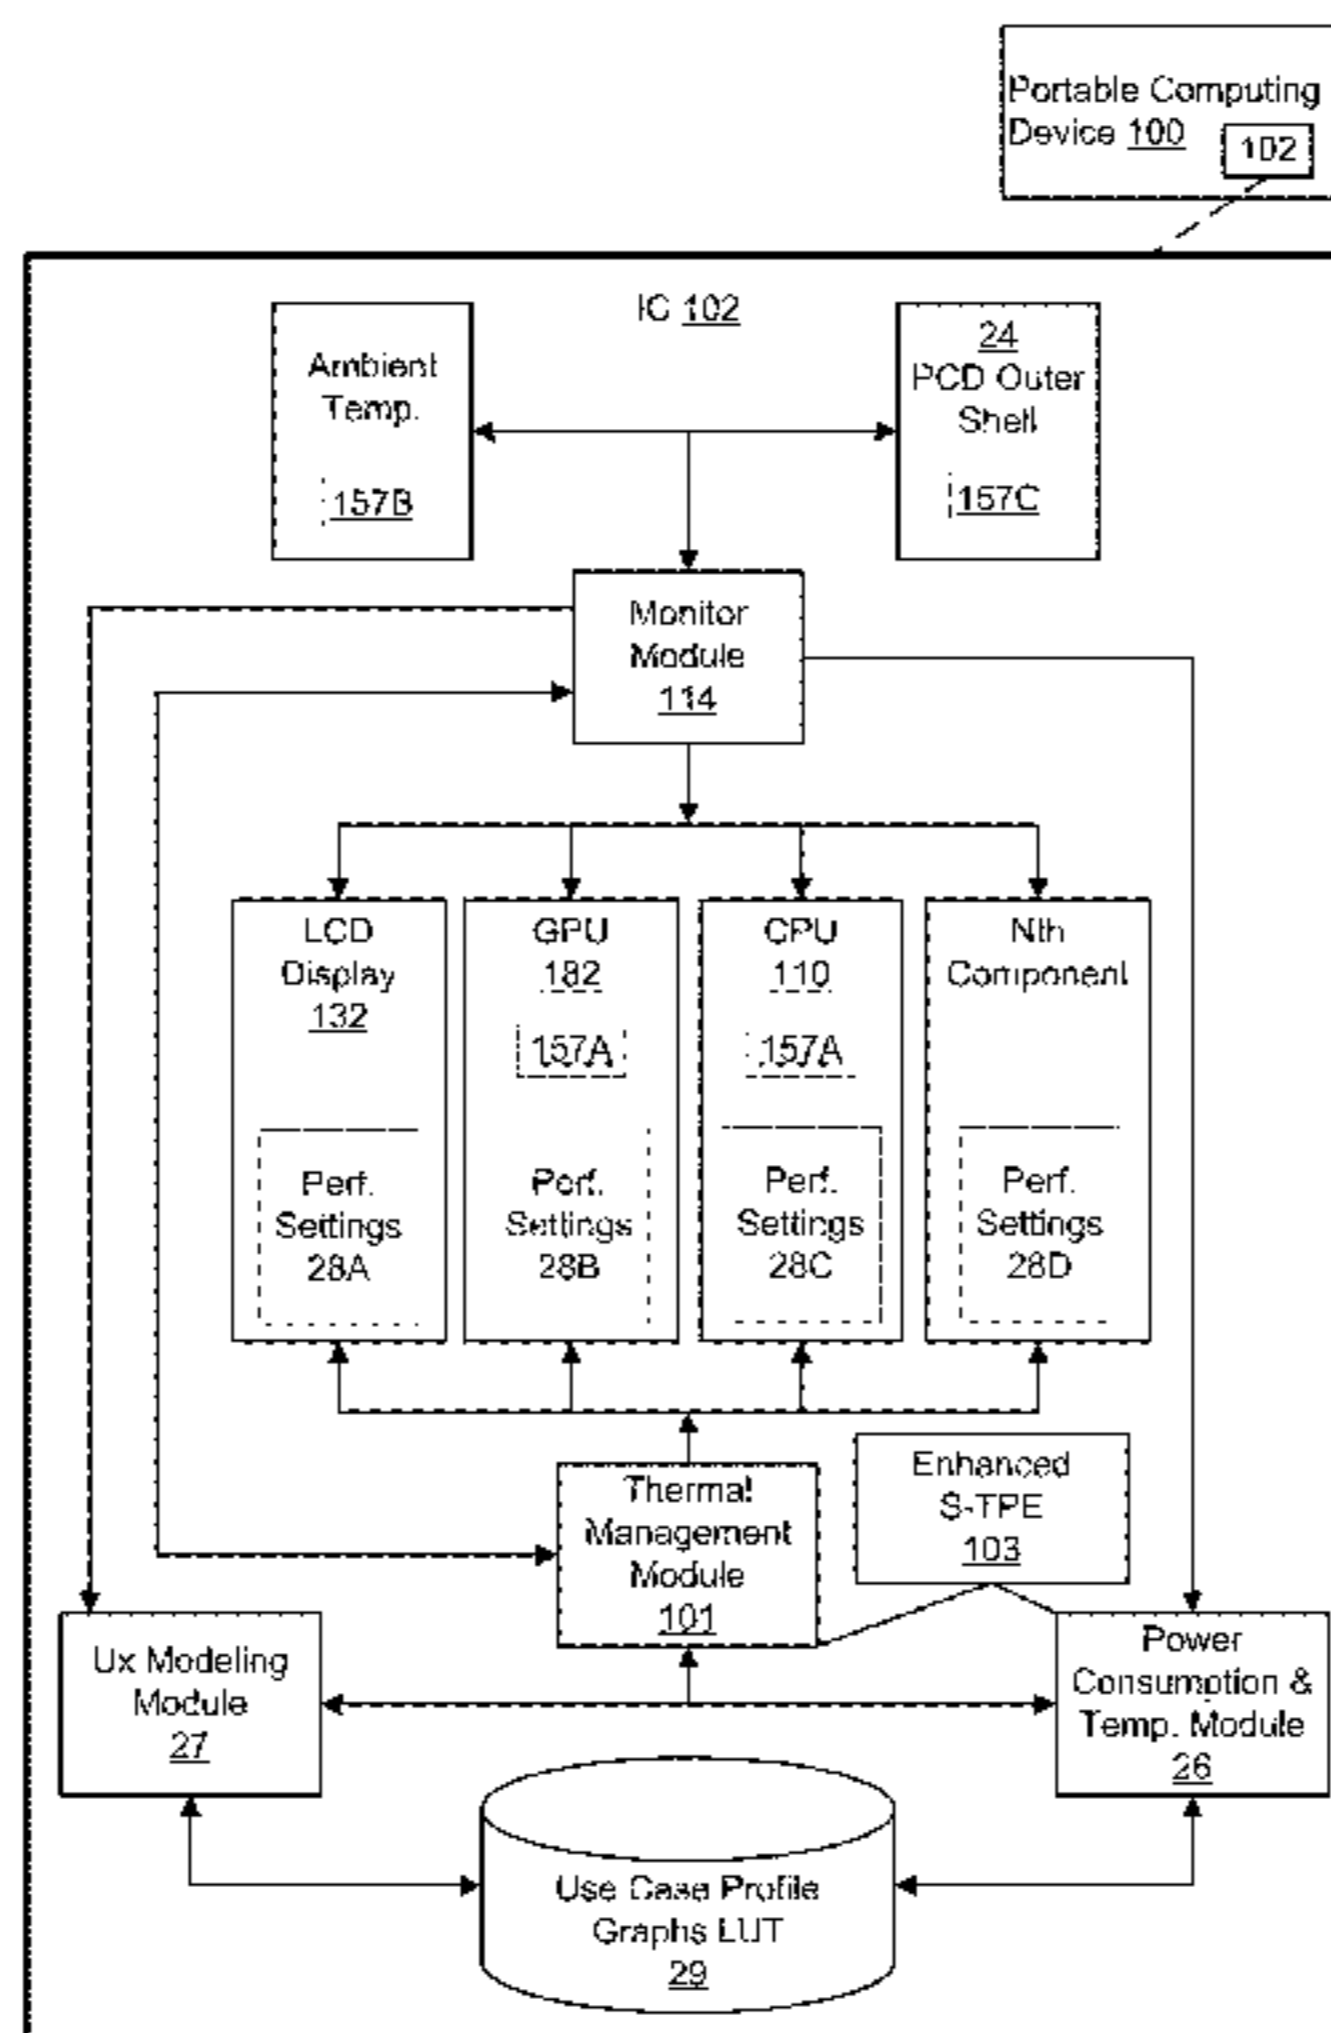 Portable Computing
Device 100
102
IC 102
Ambient
Temp.
157B
24
PCD Outer
Shell
157C
Monitor
Module
114
LCD
Display
132
Perf.
Settings
28A
GPU
182
157A
Perf.
Settings
28B
CPU
110
157A
Perf.
Settings
28C
Nth
Component
Perf.
Settings
28D
Thermal
Management
Module
101
Enhanced
S-TPE
103
Ux Modeling
Module
27
Power
Consumption &
Temp. Module
26
Use Case Profile
Graphs LUT
29